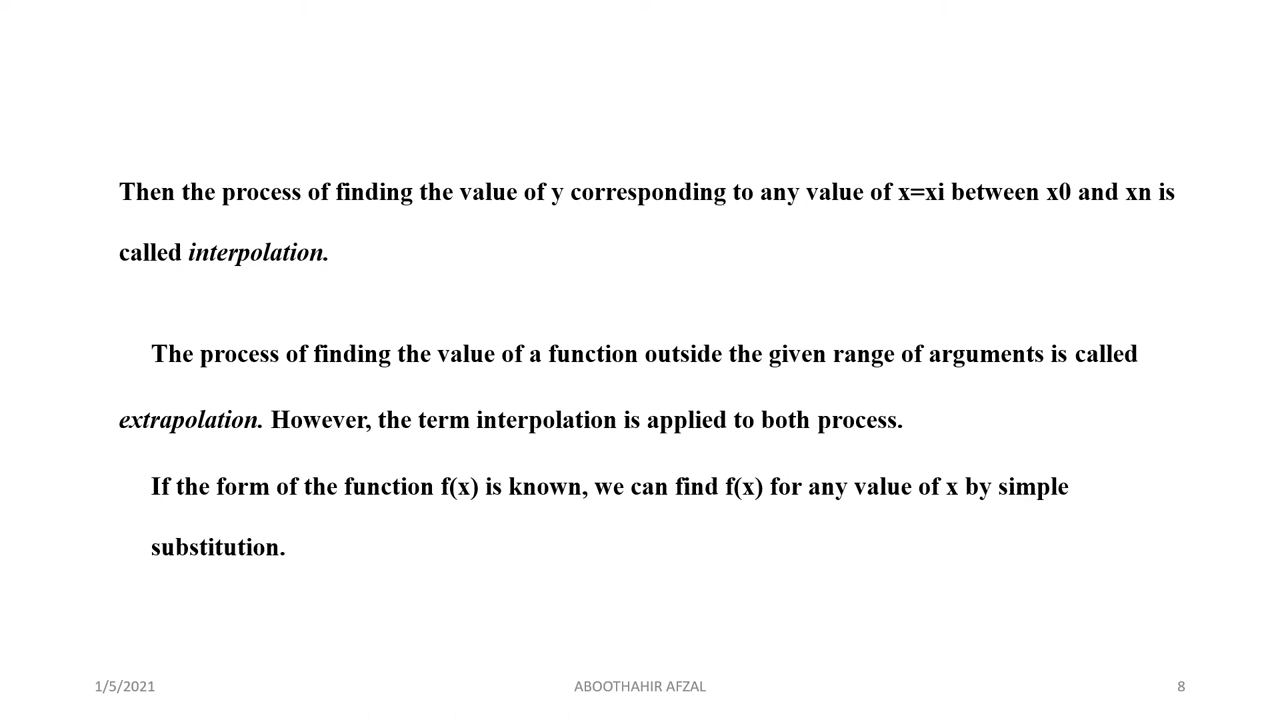 Then the process of finding the value of y corresponding to any value of x=xi between x0 and xn is
called interpolation.
The process of finding the value of a function outside the given range of arguments is called
extrapolation. However, the term interpolation is applied to both process.
If the form of the function f(x) is known, we can find f(x) for any value of x by simple
substitution.
1/5/2021
ABOOTHAHIR AFZAL
8